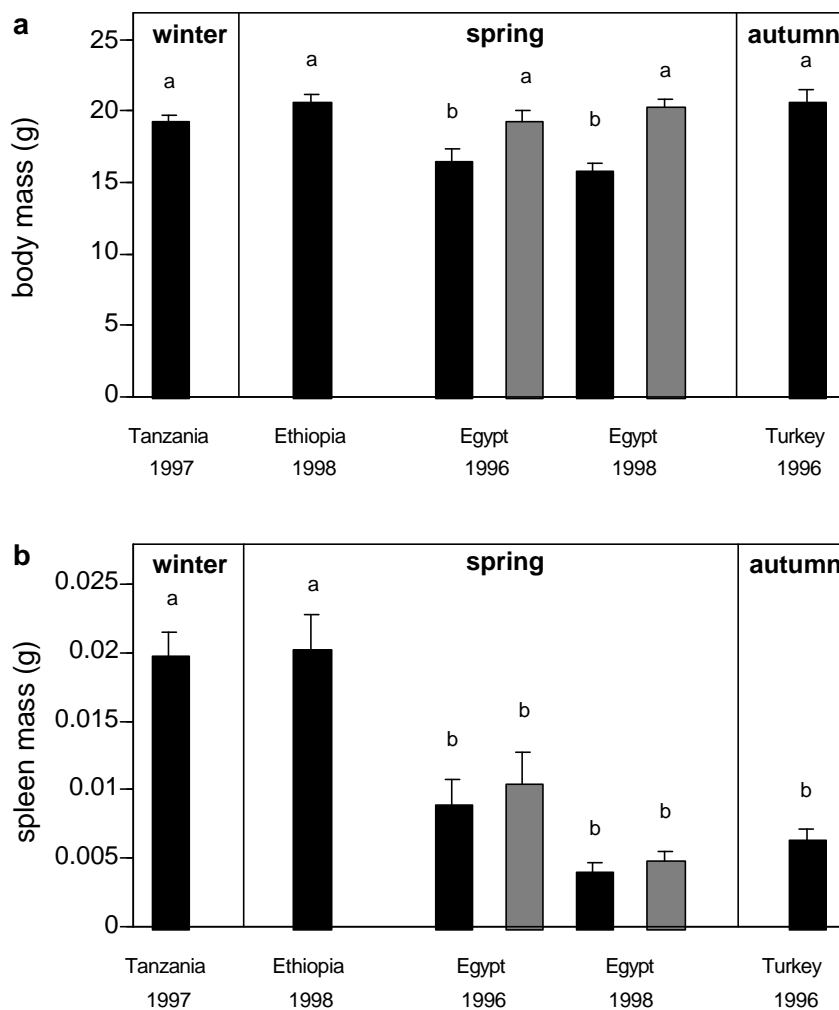 a
winter
spring
autumn
25
20
15
10
5
0
body mass (g)
a
a
b
a
b
a
a
Tanzania Ethiopia Egypt Egypt Turkey
1997 1998 1996 1998 1996
b
winter
spring
autumn
0.025
0.02
0.015
0.01
0.005
0
spleen mass (g)
a
a
b
b
b
b
b
Tanzania Ethiopia Egypt Egypt Turkey
1997 1998 1996 1998 1996